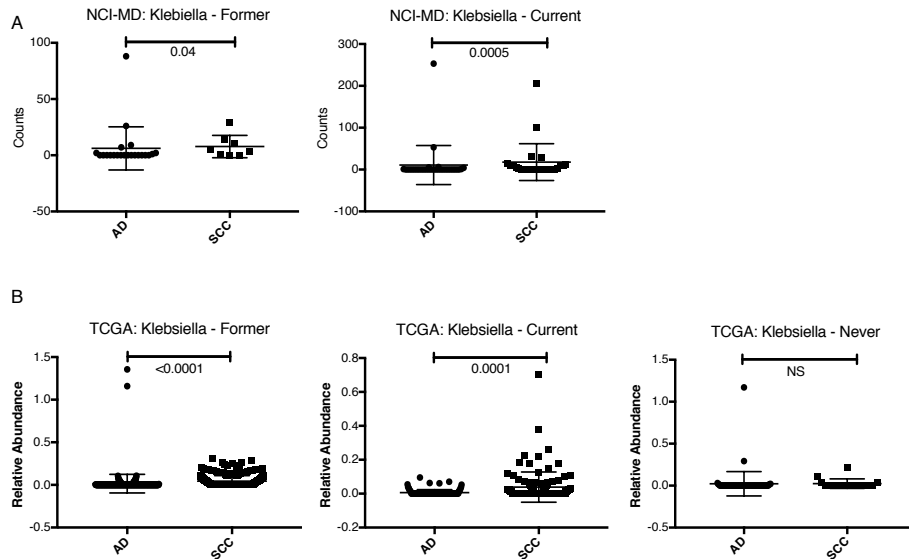 A
NCI-MD: Klebiella - Former
0.04
Counts
100
50
0
-50
AD
SCC
NCI-MD: Klebsiella - Current
0.0005
Counts
300
200
100
0
-100
AD
SCC
B
TCGA: Klebsiella - Former
<0.0001
Relative Abundance
1.5
1.0
0.5
0.0
-0.5
AD
SCC
TCGA: Klebsiella - Current
0.0001
Relative Abundance
0.8
0.6
0.4
0.2
0.0
-0.2
AD
SCC
TCGA: Klebsiella - Never
NS
Relative Abundance
1.5
1.0
0.5
0.0
-0.5
AD
SCC